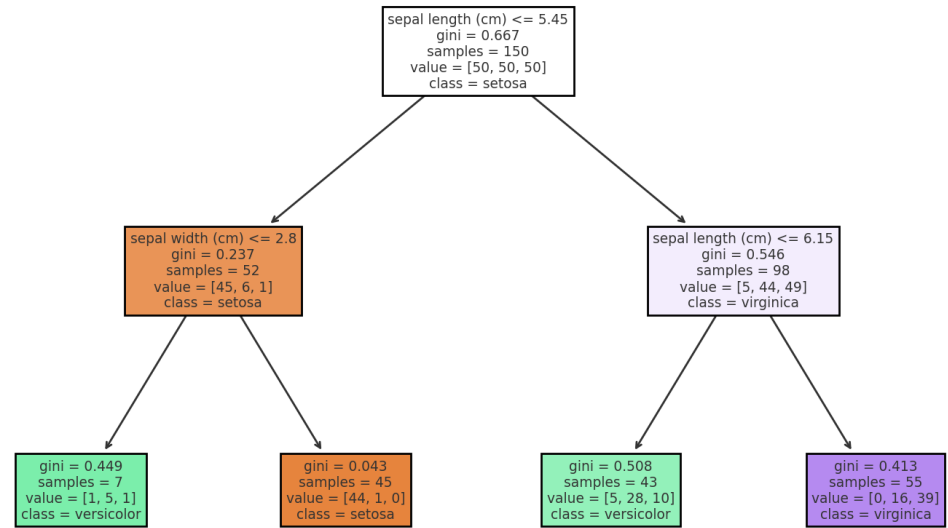 sepal length (cm) <= 5.45
gini = 0.667
samples = 150
value = [50, 50, 50]
class = setosa
sepal width (cm) <= 2.8
gini = 0.237
samples = 52
value = [45, 6, 1]
class = setosa
sepal length (cm) <= 6.15
gini = 0.546
samples = 98
value = [5, 44, 49]
class = virginica
gini = 0.449
samples = 7
value = [1, 5, 1]
class = versicolor
gini = 0.043
samples = 45
value = [44, 1, 0]
class = setosa
gini = 0.508
samples = 43
value = [5, 28, 10]
class = versicolor
gini = 0.413
samples = 55
value = [0, 16, 39]
class = virginica